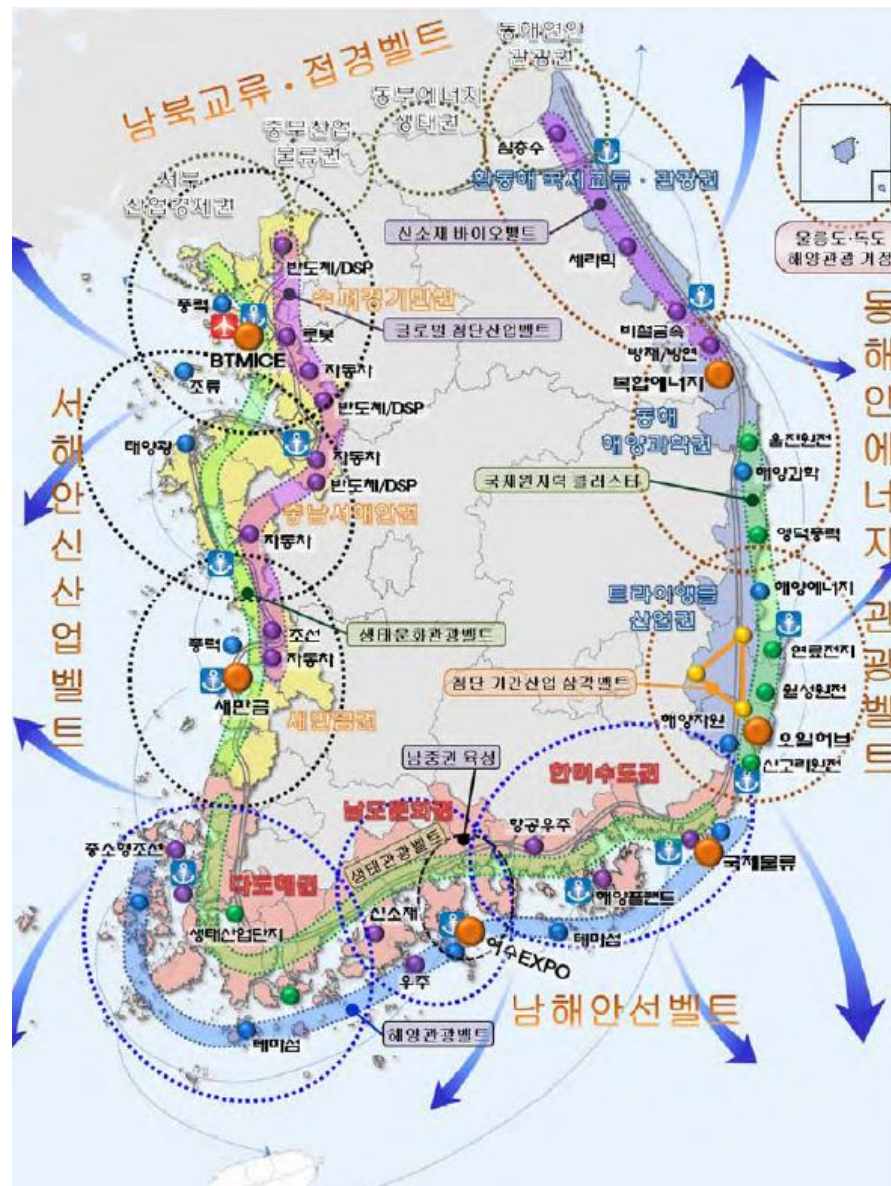 남북교류 · 접경벨트
동해연안
관광권
동부에너지
생태권
중부산업
물류권
서부
산업경제권
심층수
환동해 국제교류 · 관광권
신소재 바이오벨트
세라믹
울릉도·독도
해양관광 거점
반도체/DSP
풍력
로봇
글로벌 첨단산업벨트
비철금속
방재/방연
BTMICE
자동차
복합에너지
조류
반도체/DSP
동해
해양과학권
태양광
자동차
울진원전
반도체/DSP
국제원자력 클러스타
해양과학
충남서해안권
자동차
영덕풍력
서해안신산업벨트
동해안에너지·관광벨트
트라이앵글
산업권
해양에너지
조선
생태문화관광벨트
풍력
자동차
연료전지
첨단 기간산업 삼각벨트
월성원전
새만금
새만금권
해양자원
오일허브
남중권 육성
신고리원전
한려수도권
남도문화권
중소형조선
항공우주
생태관광벨트
국제물류
다도해권
해양플랜트
생태산업단지
신소재
테마섬
여수EXPO
우주
남해안선벨트
테마섬
해양관광벨트